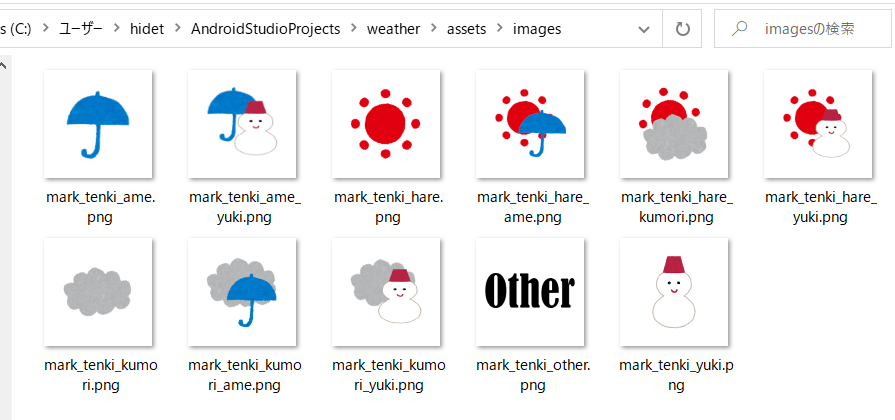 s (C:) > ユーザー > hidet > AndroidStudioProjects > weather > assets > images
imagesの検索
mark_tenki_ame.
png
mark_tenki_ame_
yuki.png
mark_tenki_hare.
png
mark_tenki_hare_
ame.png
mark_tenki_hare_
kumori.png
mark_tenki_hare_
yuki.png
Other
mark_tenki_kumo
ri.png
mark_tenki_kumo
ri_ame.png
mark_tenki_kumo
ri_yuki.png
mark_tenki_other.
png
mark_tenki_yuki.p
ng